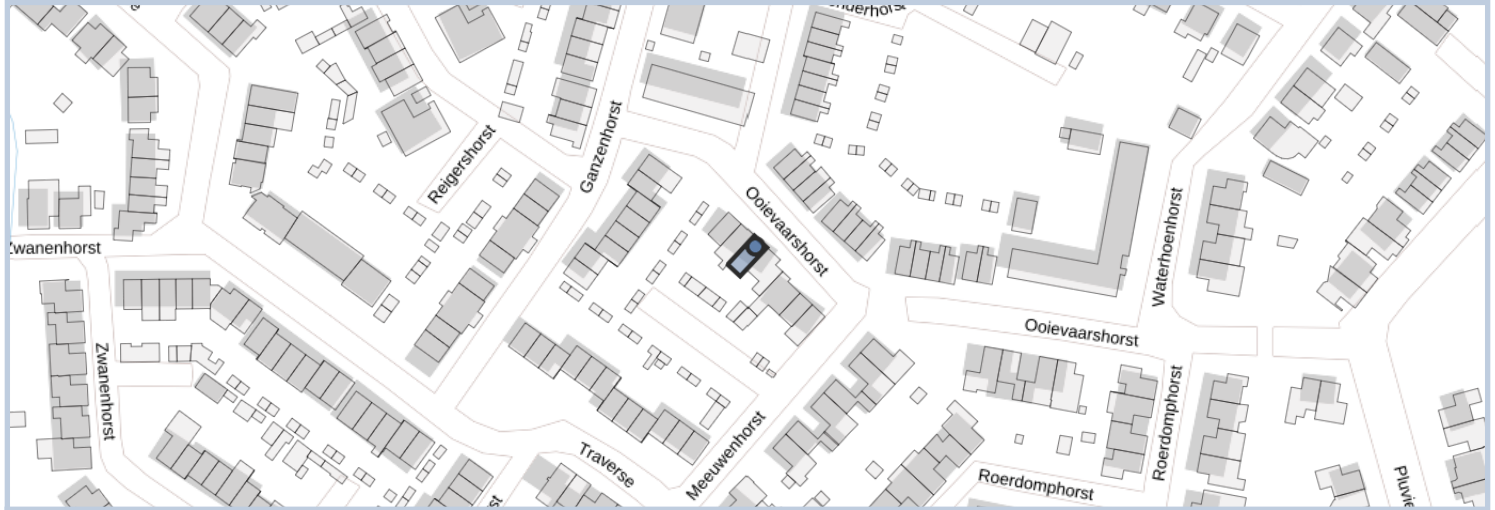 Ganzenhorst
Reigershorst
Ooievaarshorst
Zwanenhorst
Waterhoenhorst
Ooievaarshorst
Zwanenhorst
Roerdomphorst
Meeuwenhorst
Traverse
Roerdomphorst